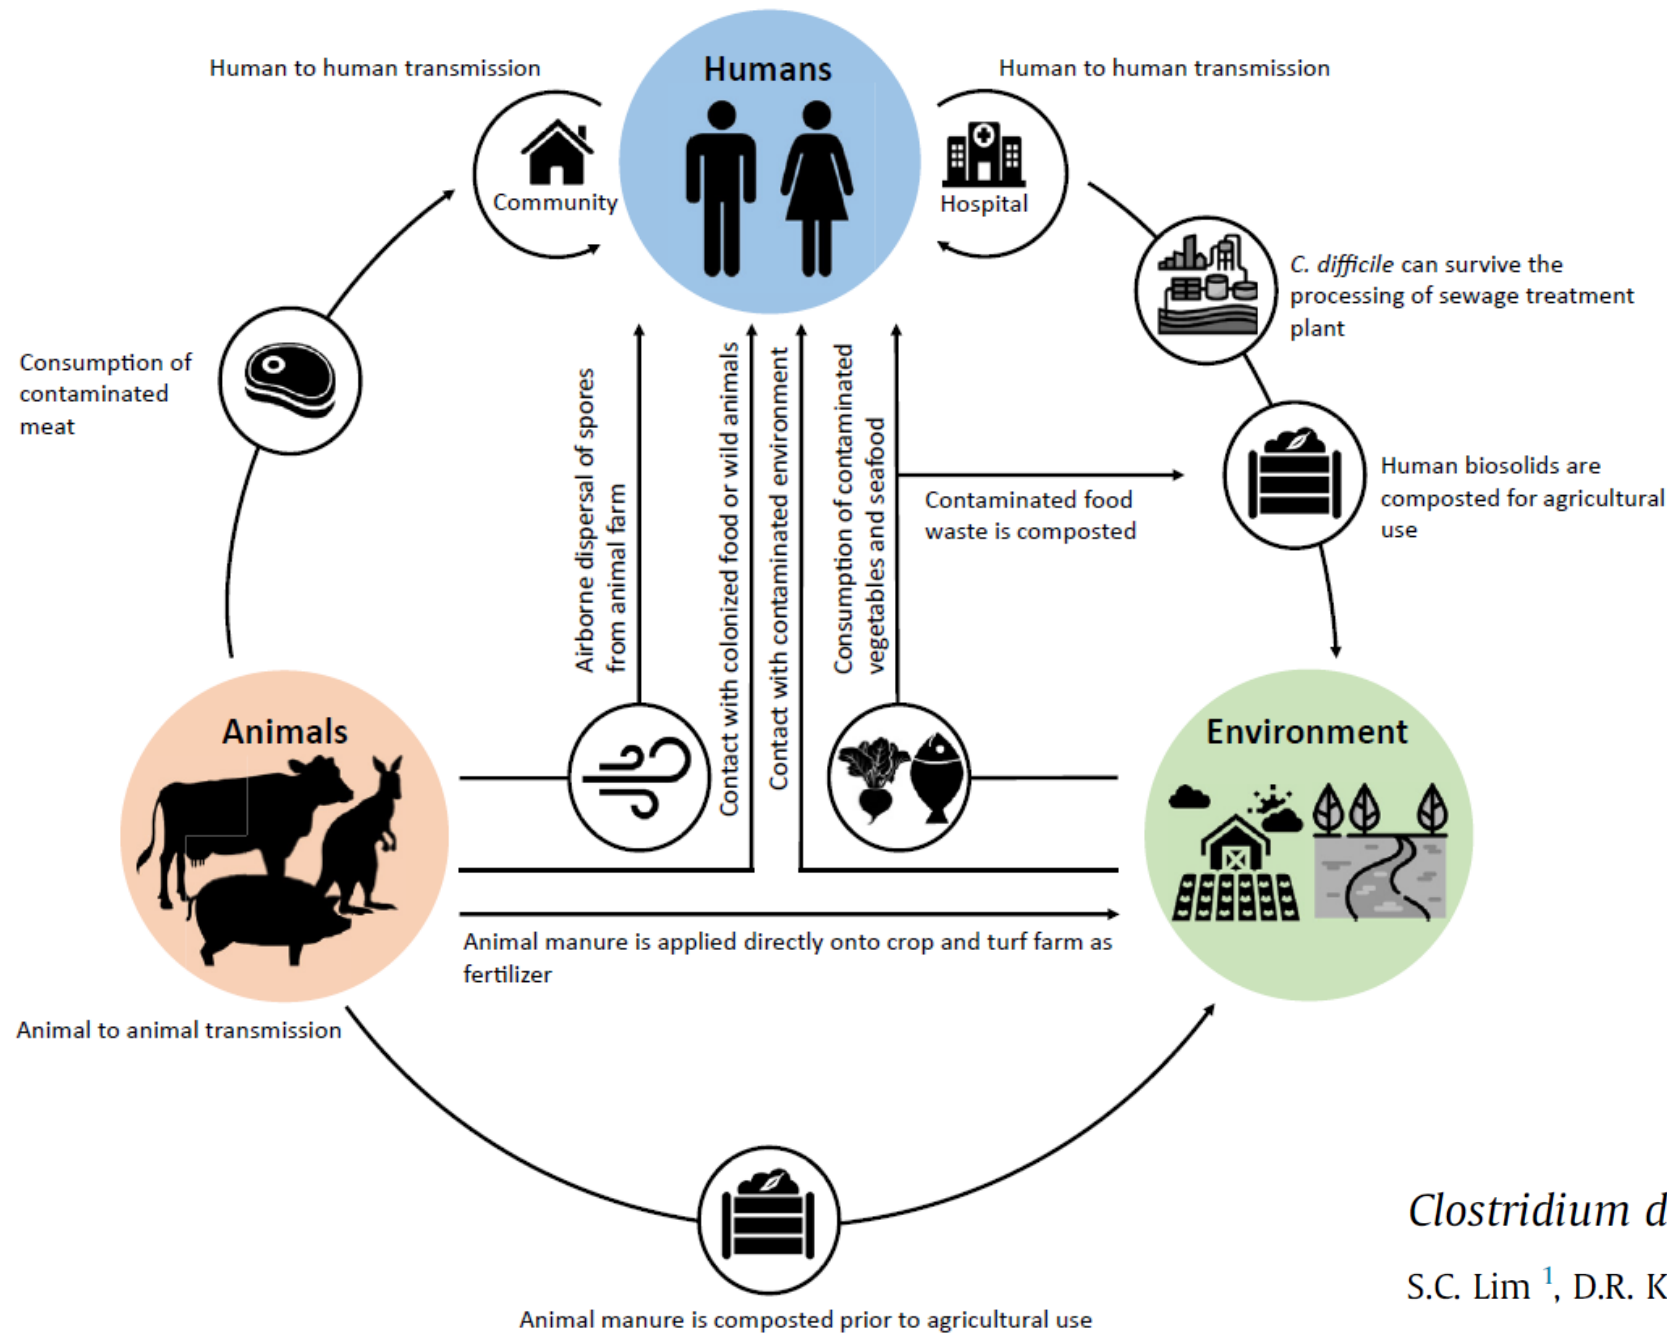 Humans
Human to human transmission
Human to human transmission
Community
Hospital
C. difficile can survive the
processing of sewage treatment
plant
Consumption of
contaminated
meat
Airborne dispersal of spores
from animal farm
Contact with colonized food or wild animals
Contact with contaminated environment
Consumption of contaminated
vegetables and seafood
Contaminated food
waste is composted
Human biosolids are
composted for agricultural
use
Animals
Environment
Animal manure is applied directly onto crop and turf farm as
fertilizer
Animal to animal transmission
Animal manure is composted prior to agricultural use
Clostridium d
S.C. Lim 1, D.R. K